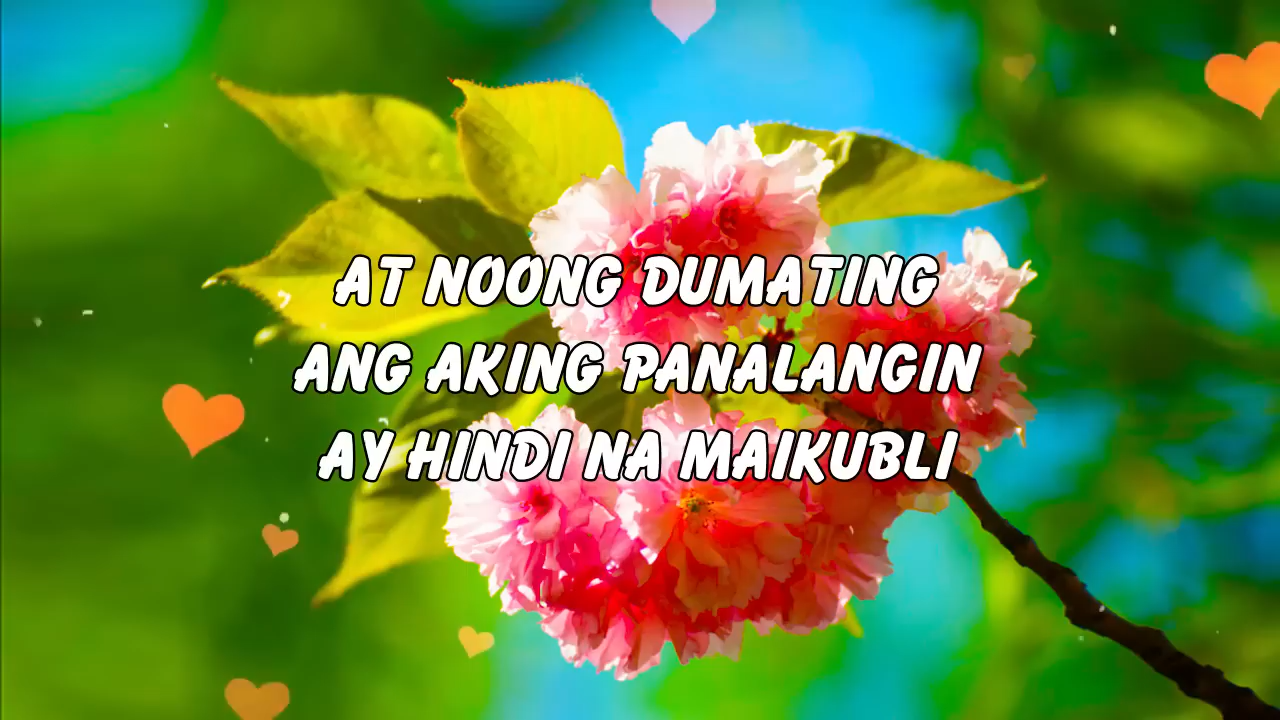 AT NOONG DUMATING
ANG AKING PANALANGIN
AY HINDI NA MAIKUBLI